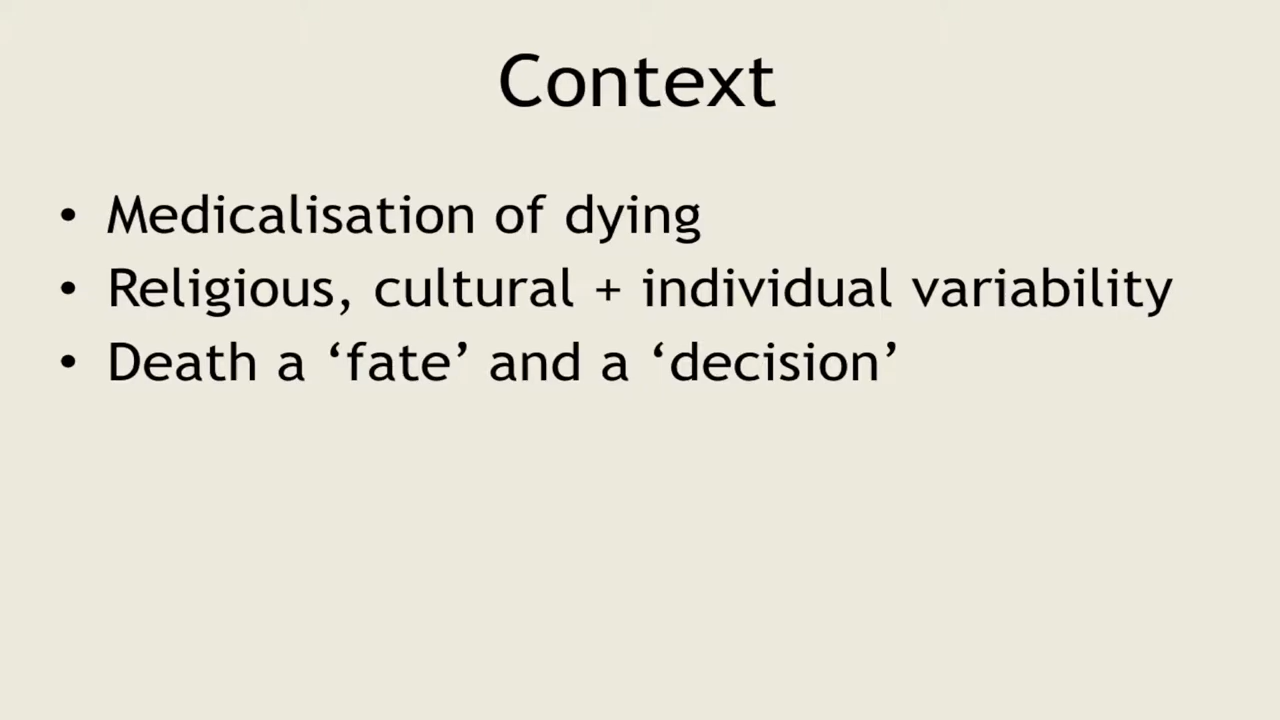 Context
• Medicalisation of dying
• Religious, cultural + individual variability
• Death a ‘fate’ and a ‘decision’